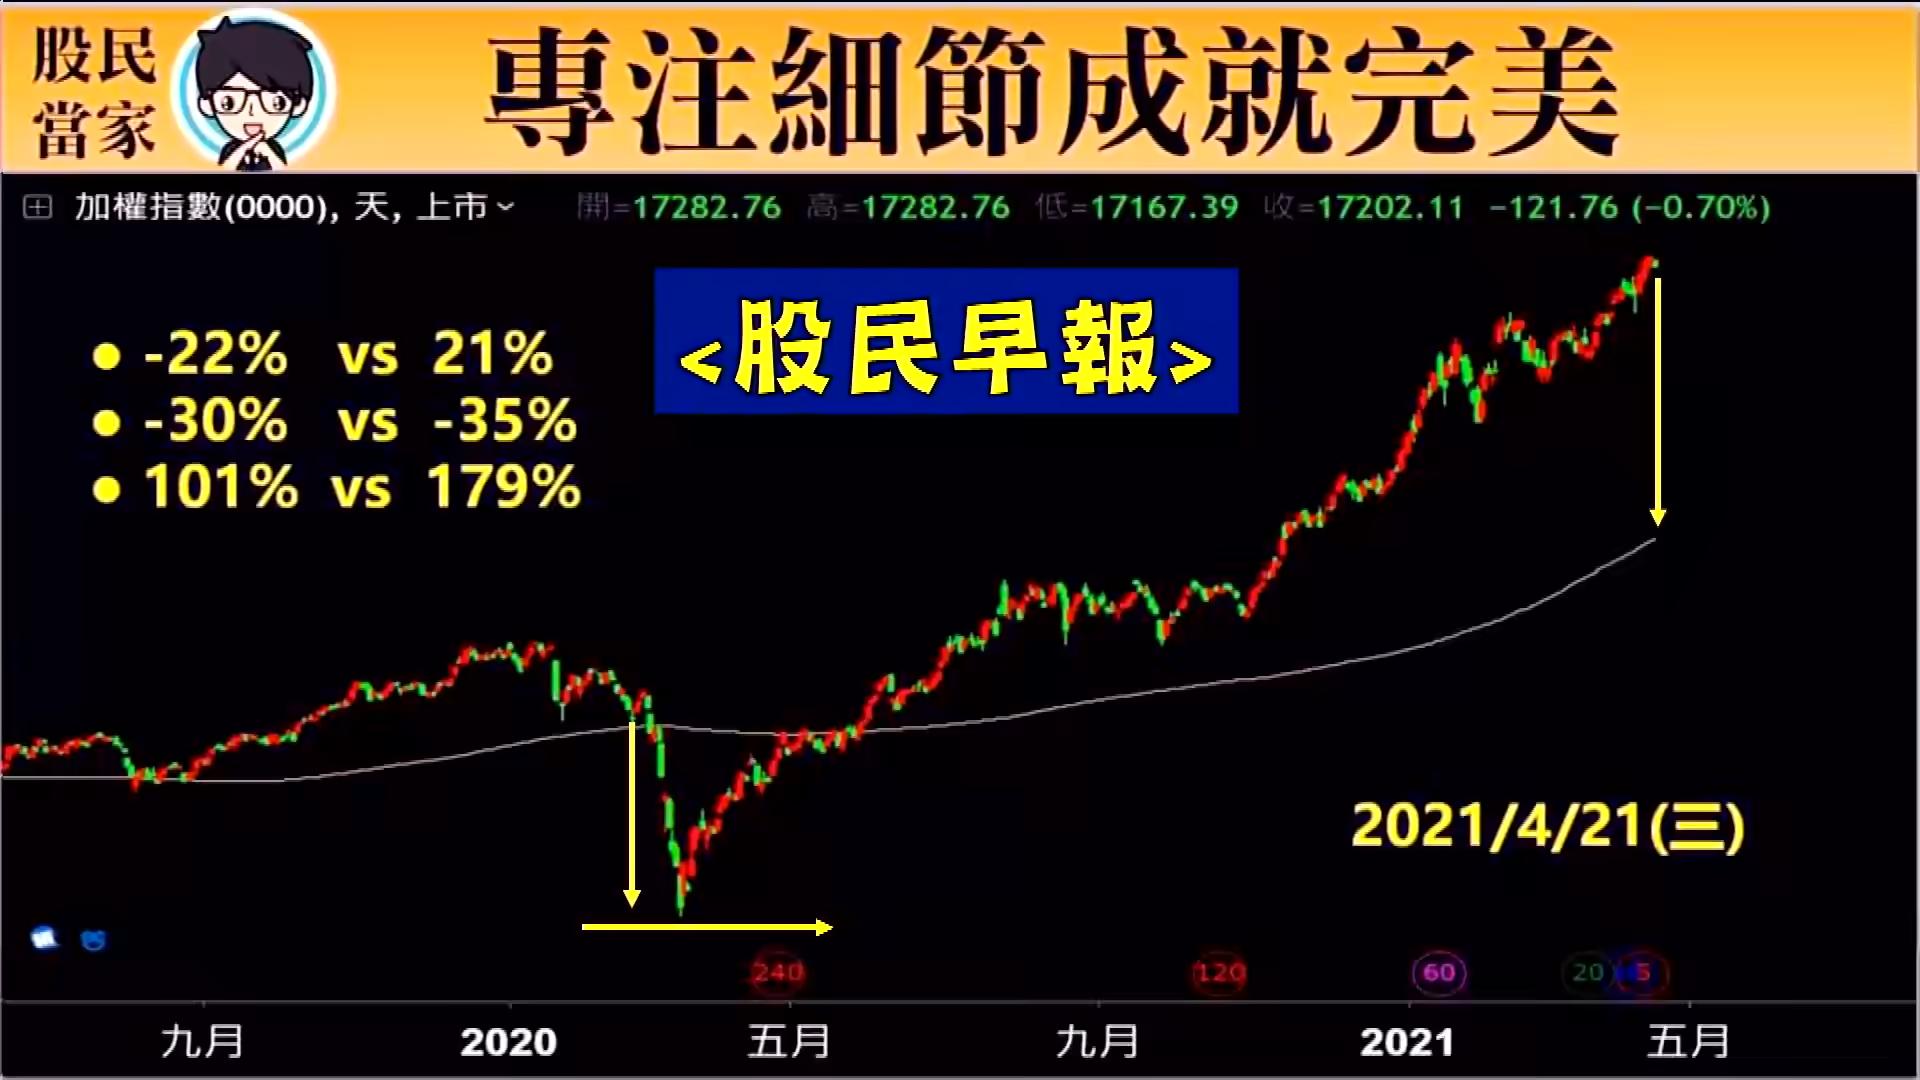 股民
當家
專注細節成就完美
加權指數(0000), 天, 上市 開=17282.76 高=17282.76 低=17167.39 收=17202.11 -121.76 (-0.70%)
<股民早報>
-22% vs 21%
-30% vs -35%
101% vs 179%
2021/4/21(三)
240 120 60 20 5
九月 2020 五月 九月 2021 五月